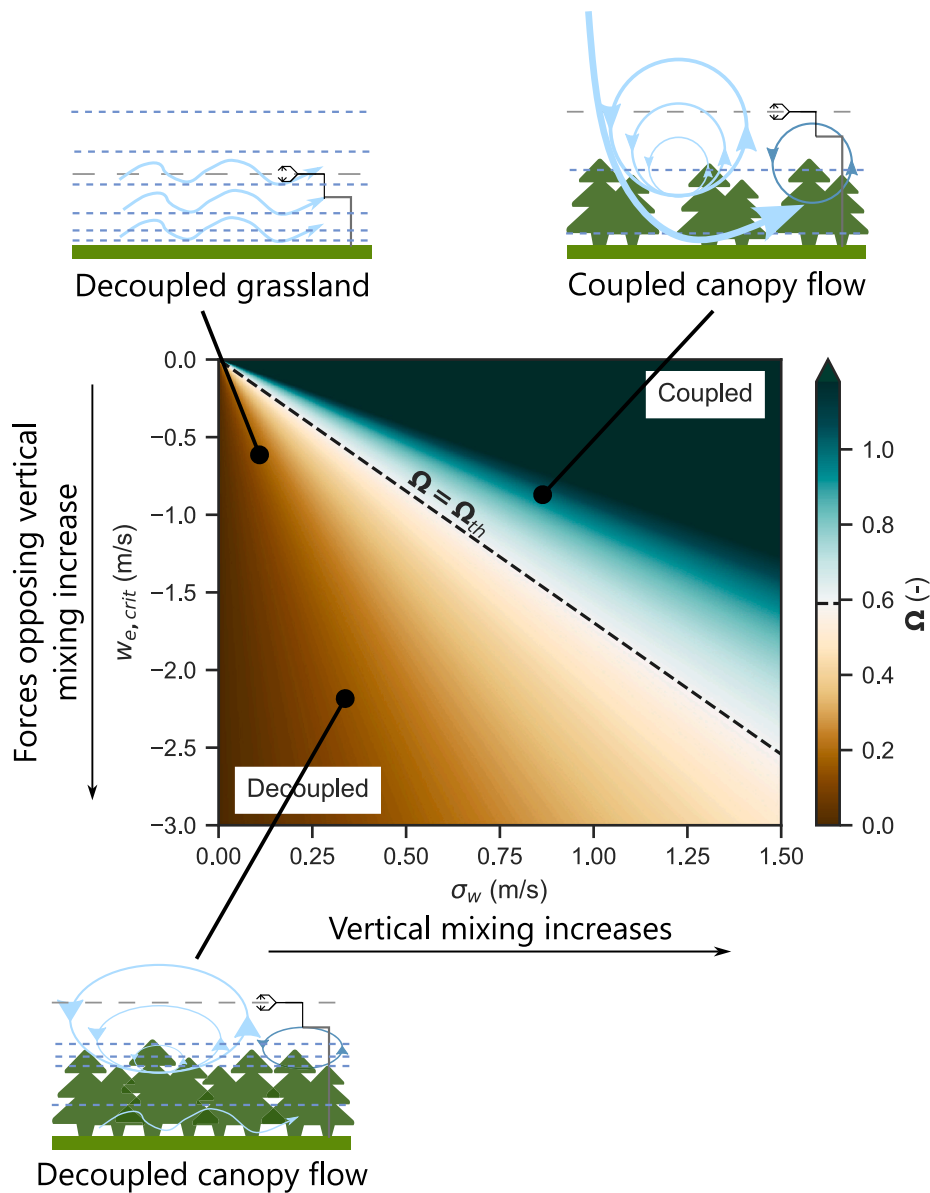 Decoupled grassland
Coupled canopy flow
Forces opposing vertical
mixing increase
w_{e, crit} (m/s)
0.0
−0.5
−1.0
−1.5
−2.0
−2.5
−3.0
Coupled
Ω = Ω_{th}
Decoupled
0.00 0.25 0.50 0.75 1.00 1.25 1.50
σ_w (m/s)
Vertical mixing increases
1.0
0.8
0.6
0.4
0.2
0.0
Ω (-)
Decoupled canopy flow